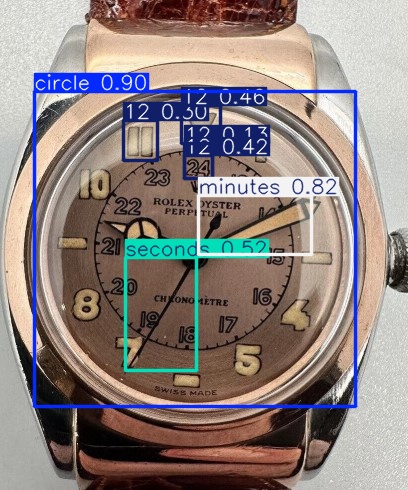 circle 0.90
12 0.46
12 0.30
12 0.13
12 0.42
11
23
24
10
22
ROLEX OYSTER
PERPETUAL
minutes 0.82
21
seconds 0.52
15
20
16
8
CHRONOMÈTRE
4
19
18
17
7
5
SWISS MADE